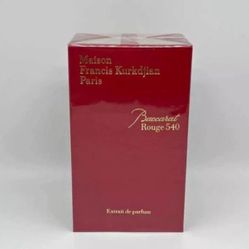 Maison
Francis Kurkdjian
Paris
Baccarat
Rouge 540
Extrait de parfum